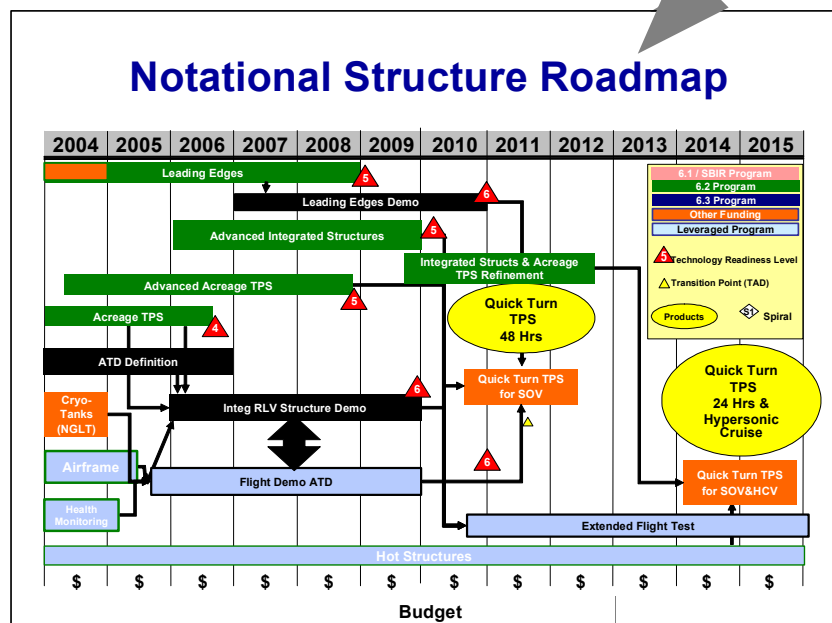 Notational Structure Roadmap
2004 2005 2006 2007 2008 2009 2010 2011 2012 2013 2014 2015
Leading Edges
5
Leading Edges Demo
6
Advanced Integrated Structures
5
Integrated Structs & Acreage
TPS Refinement
Advanced Acreage TPS
5
Quick Turn
TPS
48 Hrs
Acreage TPS
4
ATD Definition
6
Quick Turn TPS
for SOV
Cryo-
Tanks
(NGLT)
Integ RLV Structure Demo
Airframe
Flight Demo ATD
6
Health
Monitoring
Extended Flight Test
Hot Structures
6.1 / SBIR Program
6.2 Program
6.3 Program
Other Funding
Leveraged Program
5 Technology Readiness Level
Transition Point (TAD)
Products
S1 Spiral
Quick Turn
TPS
24 Hrs &
Hypersonic
Cruise
Quick Turn TPS
for SOV&HCV
$ $ $ $ $ $ $ $ $ $ $ $
Budget